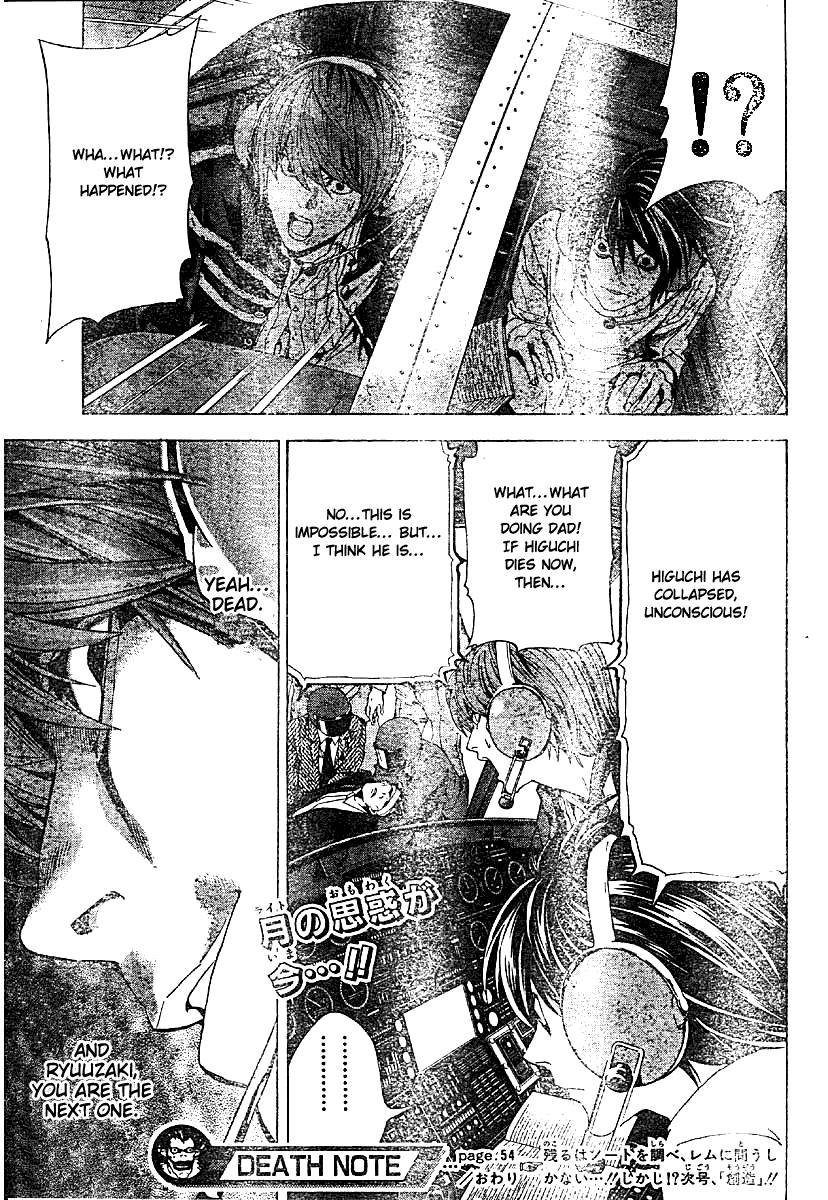 !?
WHA...WHAT!?
WHAT
HAPPENED!?
HIGUCHI HAS
COLLAPSED,
UNCONSCIOUS!
WHAT...WHAT
ARE YOU
DOING DAD!
IF HIGUCHI
DIES NOW,
THEN...
NO...THIS IS
IMPOSSIBLE... BUT...
I THINK HE IS...
月の思惑が
今…!!
…………
YEAH...
DEAD.
AND
RYUUZAKI,
YOU ARE THE
NEXT ONE.
DEATH NOTE
…page:54 おわり
残るはノートを調べ、レムに問うし
かない…!!しかし!?次号、「創造」!!